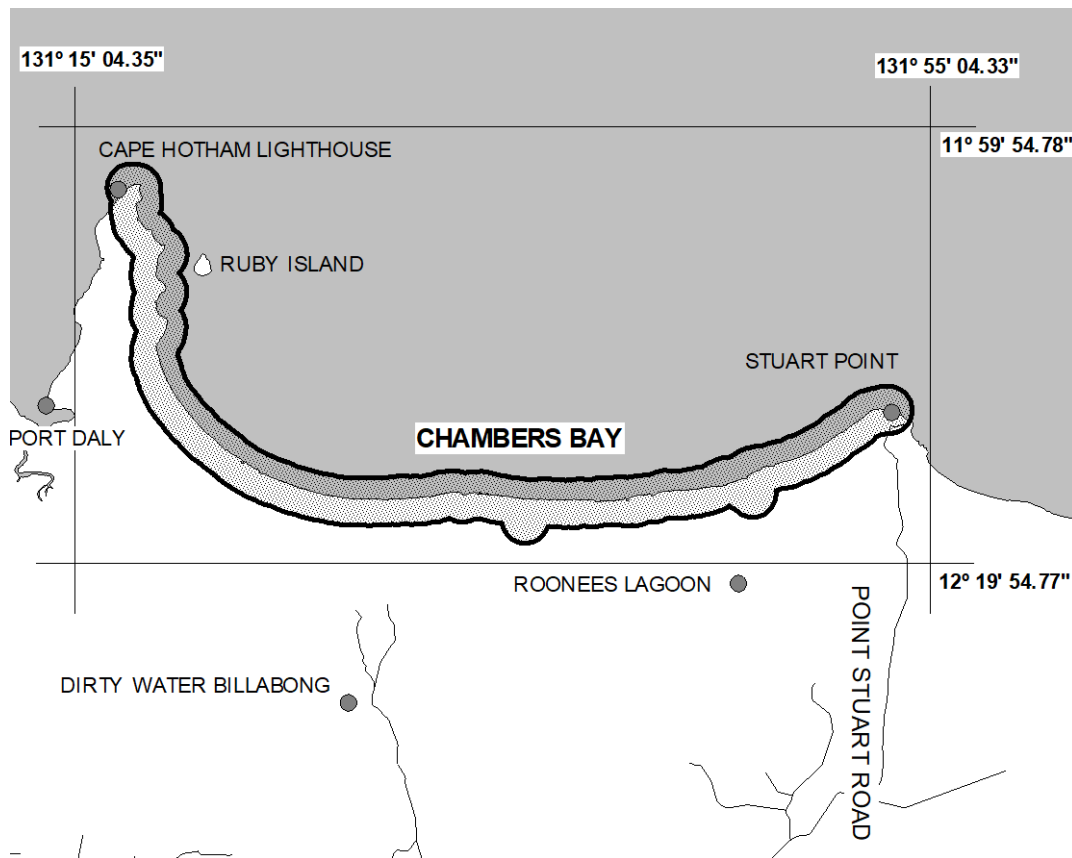 131º 15' 04.35"
131º 55' 04.33"
11º 59' 54.78"
CAPE HOTHAM LIGHTHOUSE
RUBY ISLAND
STUART POINT
CHAMBERS BAY
PORT DALY
ROONEES LAGOON
12º 19' 54.77"
POINT STUART ROAD
DIRTY WATER BILLABONG